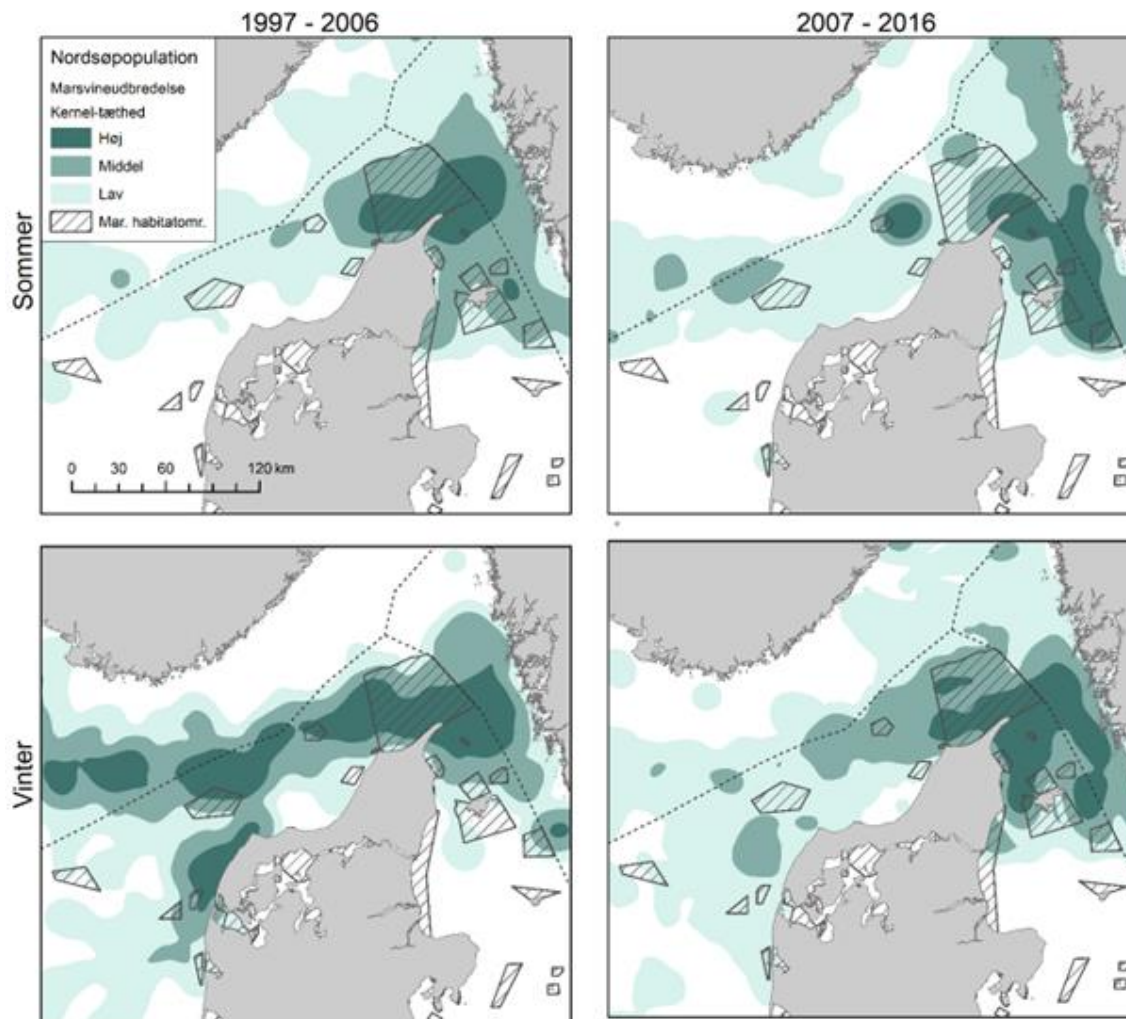 1997 - 2006
2007 - 2016
Nordsøpopulation
Marsvineudbredelse
Kernel-tæthed
Høj
Middel
Lav
Mar. habitatomr.
Sommer
0 30 60 120 km
Vinter